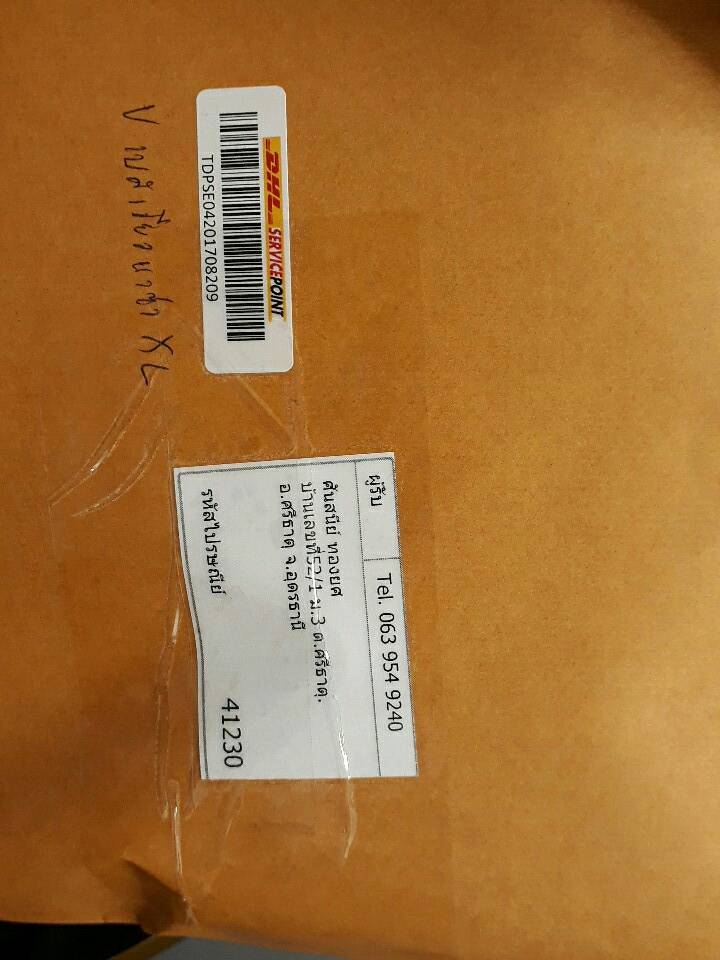 DHL SERVICEPOINT
TDPSE04201708209
XL
ผู้รับ
Tel. 063 954 9240
ศันสนีย์ ทองยศ
บ้านเลขที่52/1 ม.3 ต.ศรีธาตุ.
อ.ศรีธาตุ จ.อุดรธานี
รหัสไปรษณีย์ 41230